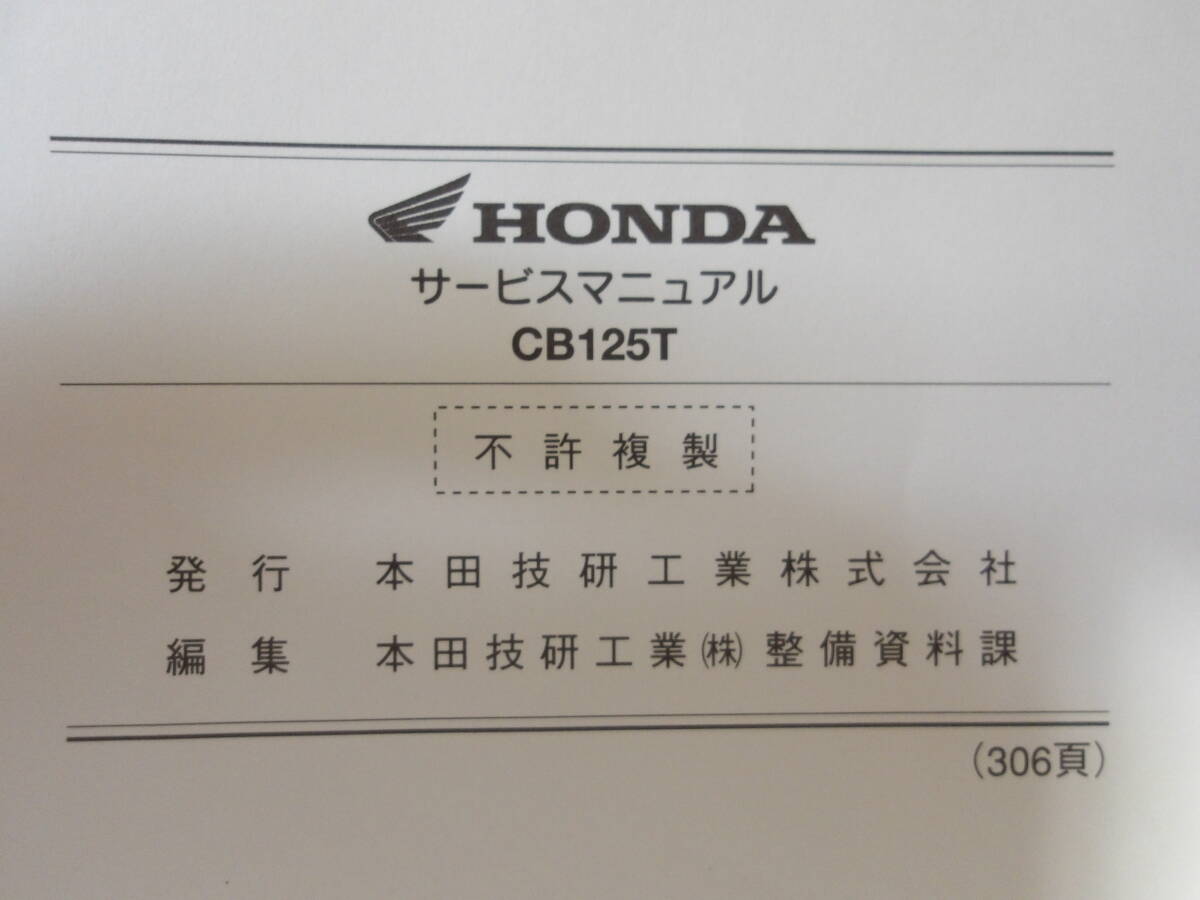 HONDA
サービスマニュアル
CB125T
不許複製
発行 本田技研工業株式会社
編集 本田技研工業㈱整備資料課
（306頁）